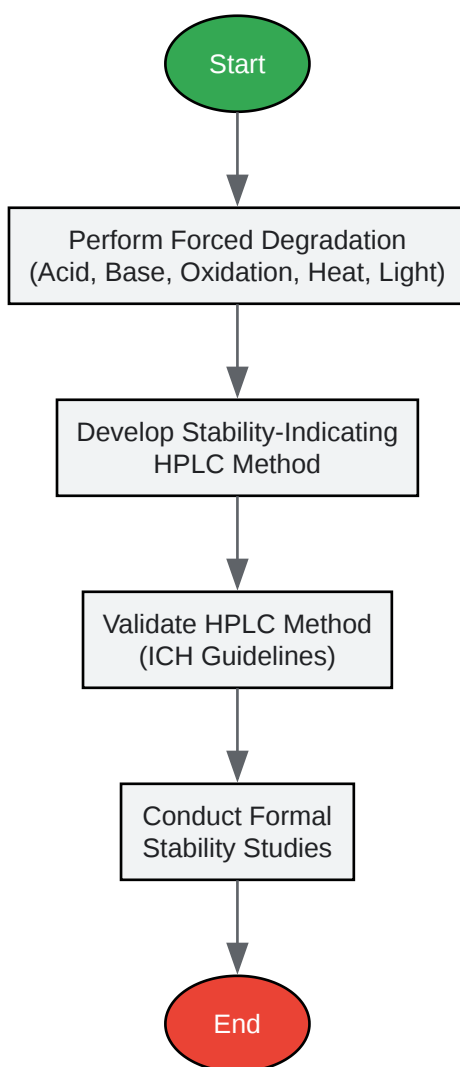 Start
Perform Forced Degradation
(Acid, Base, Oxidation, Heat, Light)
Develop Stability-Indicating
HPLC Method
Validate HPLC Method
(ICH Guidelines)
Conduct Formal
Stability Studies
End